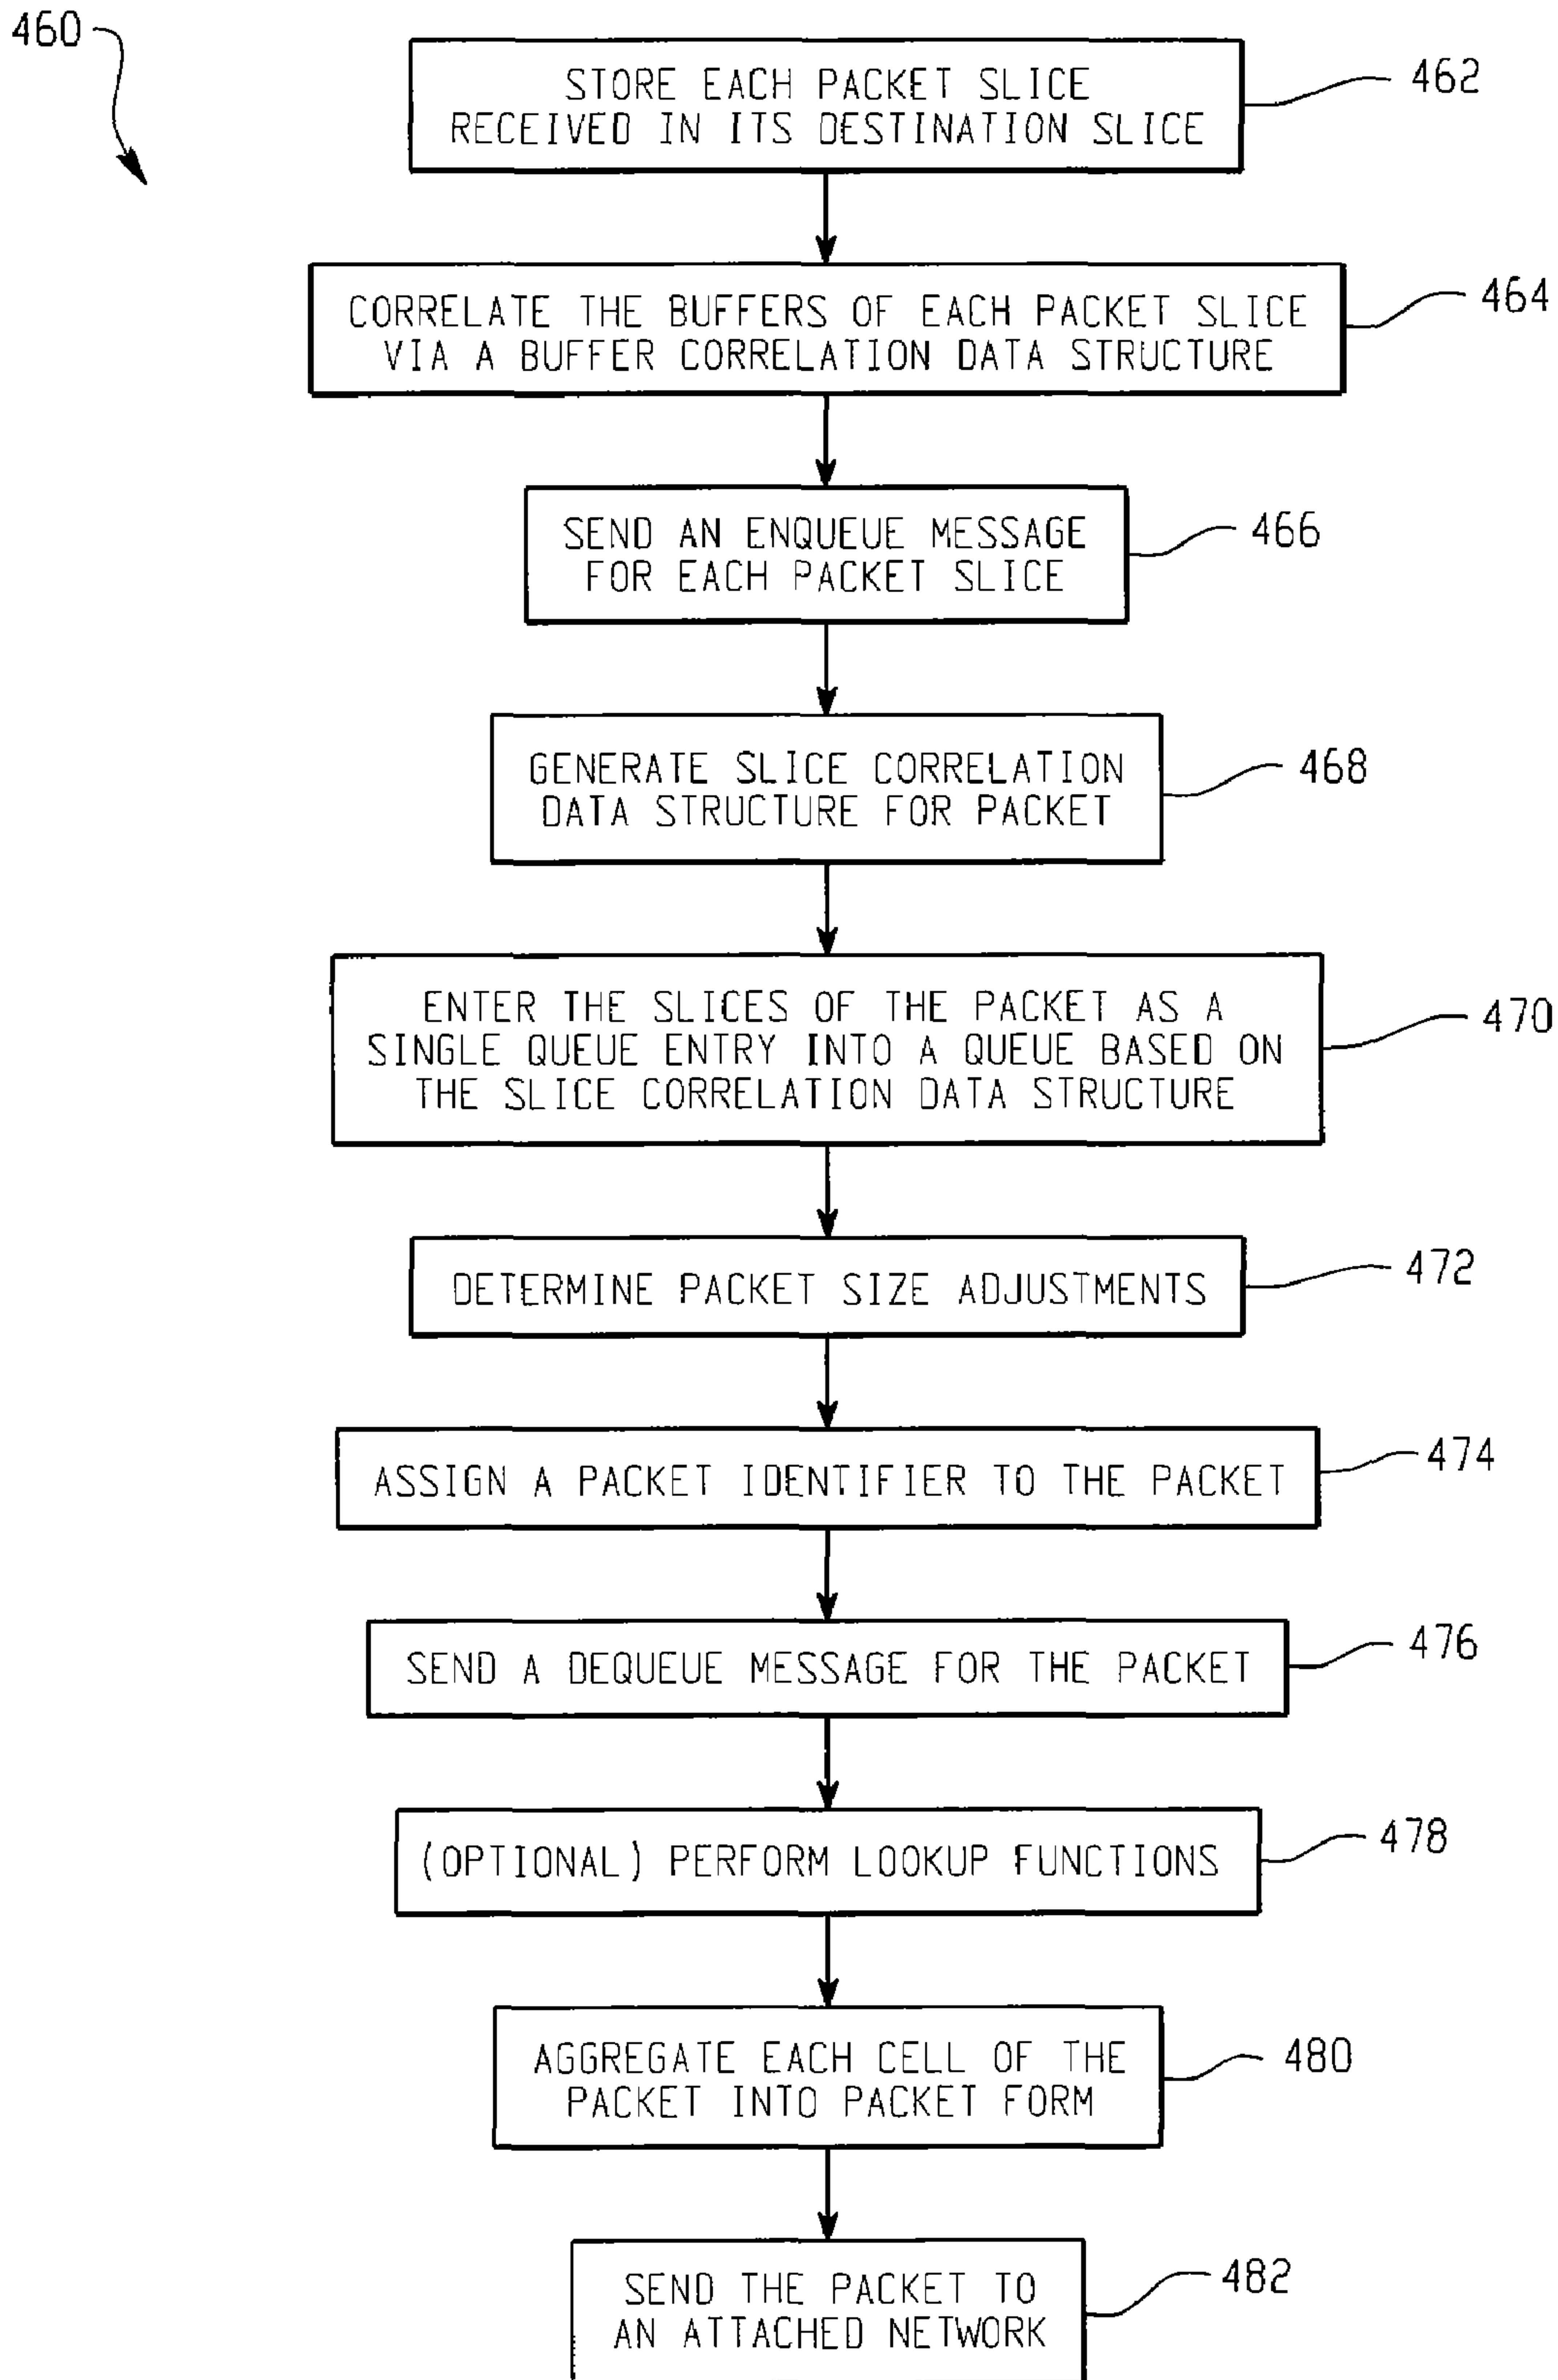 460
STORE EACH PACKET SLICE
RECEIVED IN ITS DESTINATION SLICE
462
CORRELATE THE BUFFERS OF EACH PACKET SLICE
VIA A BUFFER CORRELATION DATA STRUCTURE
464
SEND AN ENQUEUE MESSAGE
FOR EACH PACKET SLICE
466
GENERATE SLICE CORRELATION
DATA STRUCTURE FOR PACKET
468
ENTER THE SLICES OF THE PACKET AS A
SINGLE QUEUE ENTRY INTO A QUEUE BASED ON
THE SLICE CORRELATION DATA STRUCTURE
470
DETERMINE PACKET SIZE ADJUSTMENTS
472
ASSIGN A PACKET IDENTIFIER TO THE PACKET
474
SEND A DEQUEUE MESSAGE FOR THE PACKET
476
(OPTIONAL) PERFORM LOOKUP FUNCTIONS
478
AGGREGATE EACH CELL OF THE
PACKET INTO PACKET FORM
480
SEND THE PACKET TO
AN ATTACHED NETWORK
482